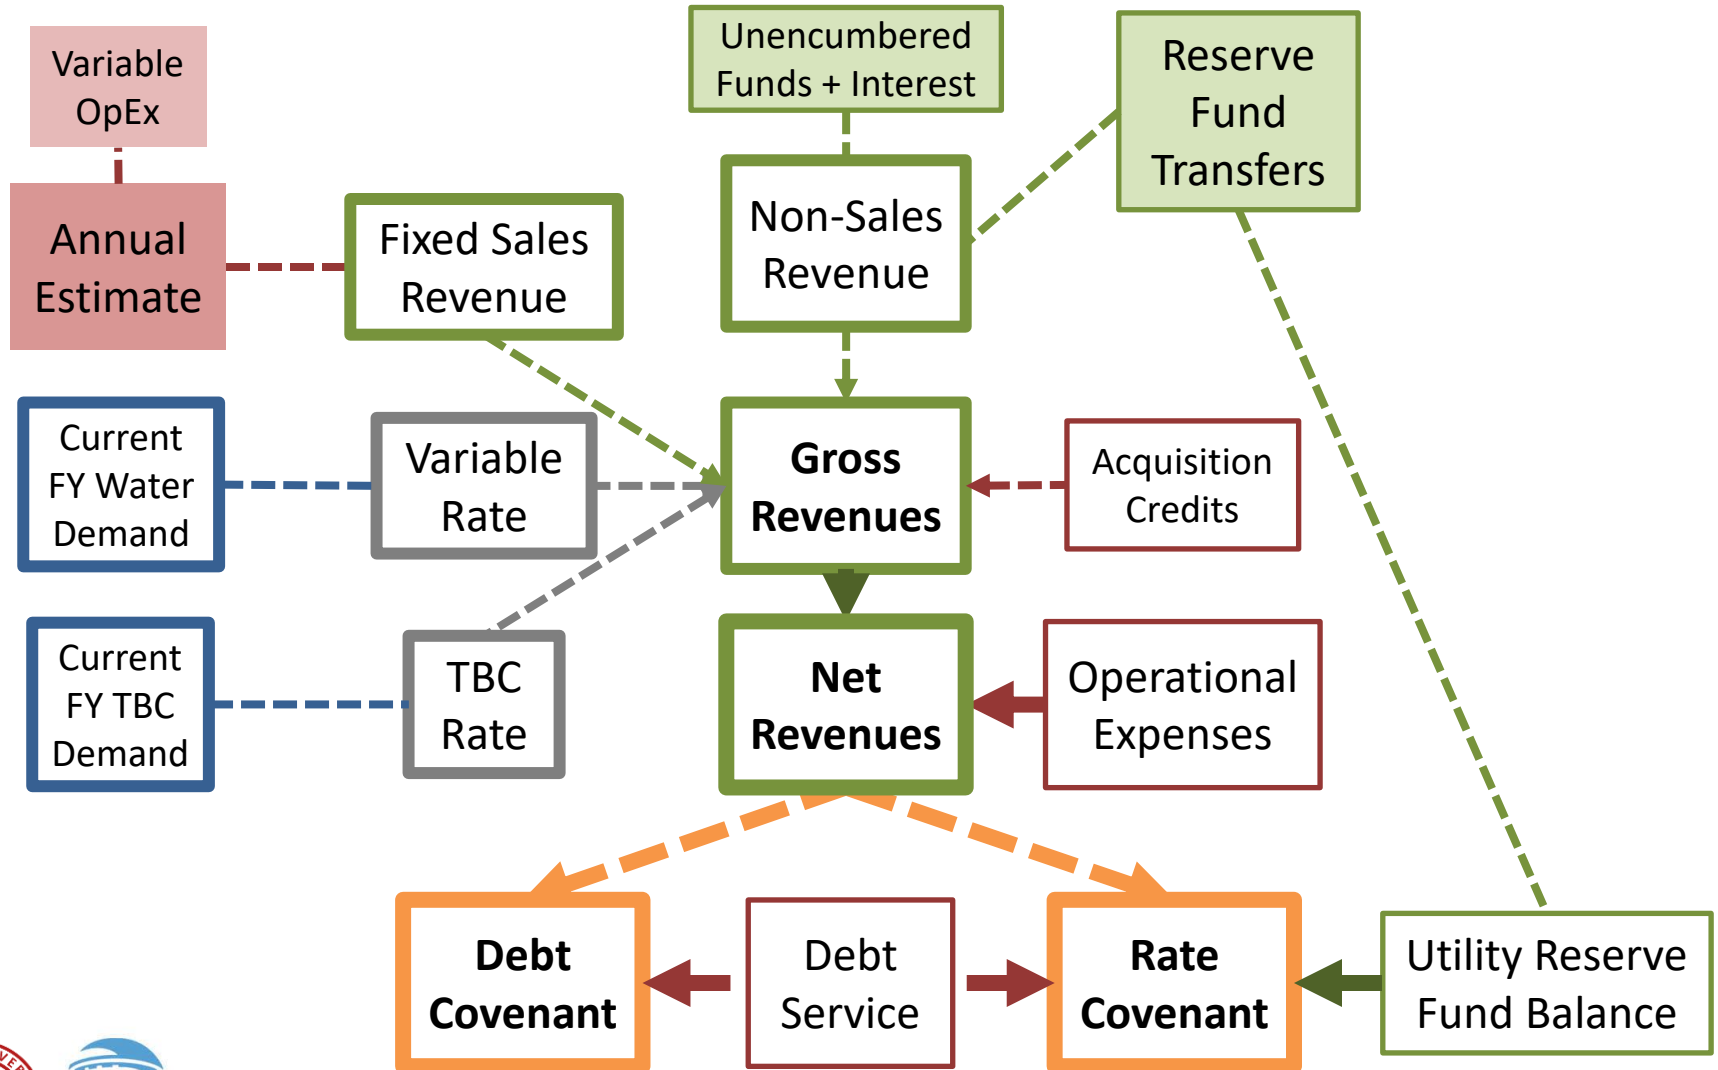 Variable
OpEx
Unencumbered
Funds + Interest
Reserve
Fund
Transfers
Annual
Estimate
Fixed Sales
Revenue
Non-Sales
Revenue
Current
FY Water
Demand
Variable
Rate
Gross
Revenues
Acquisition
Credits
Current
FY TBC
Demand
TBC
Rate
Net
Revenues
Operational
Expenses
Debt
Covenant
Debt
Service
Rate
Covenant
Utility Reserve
Fund Balance